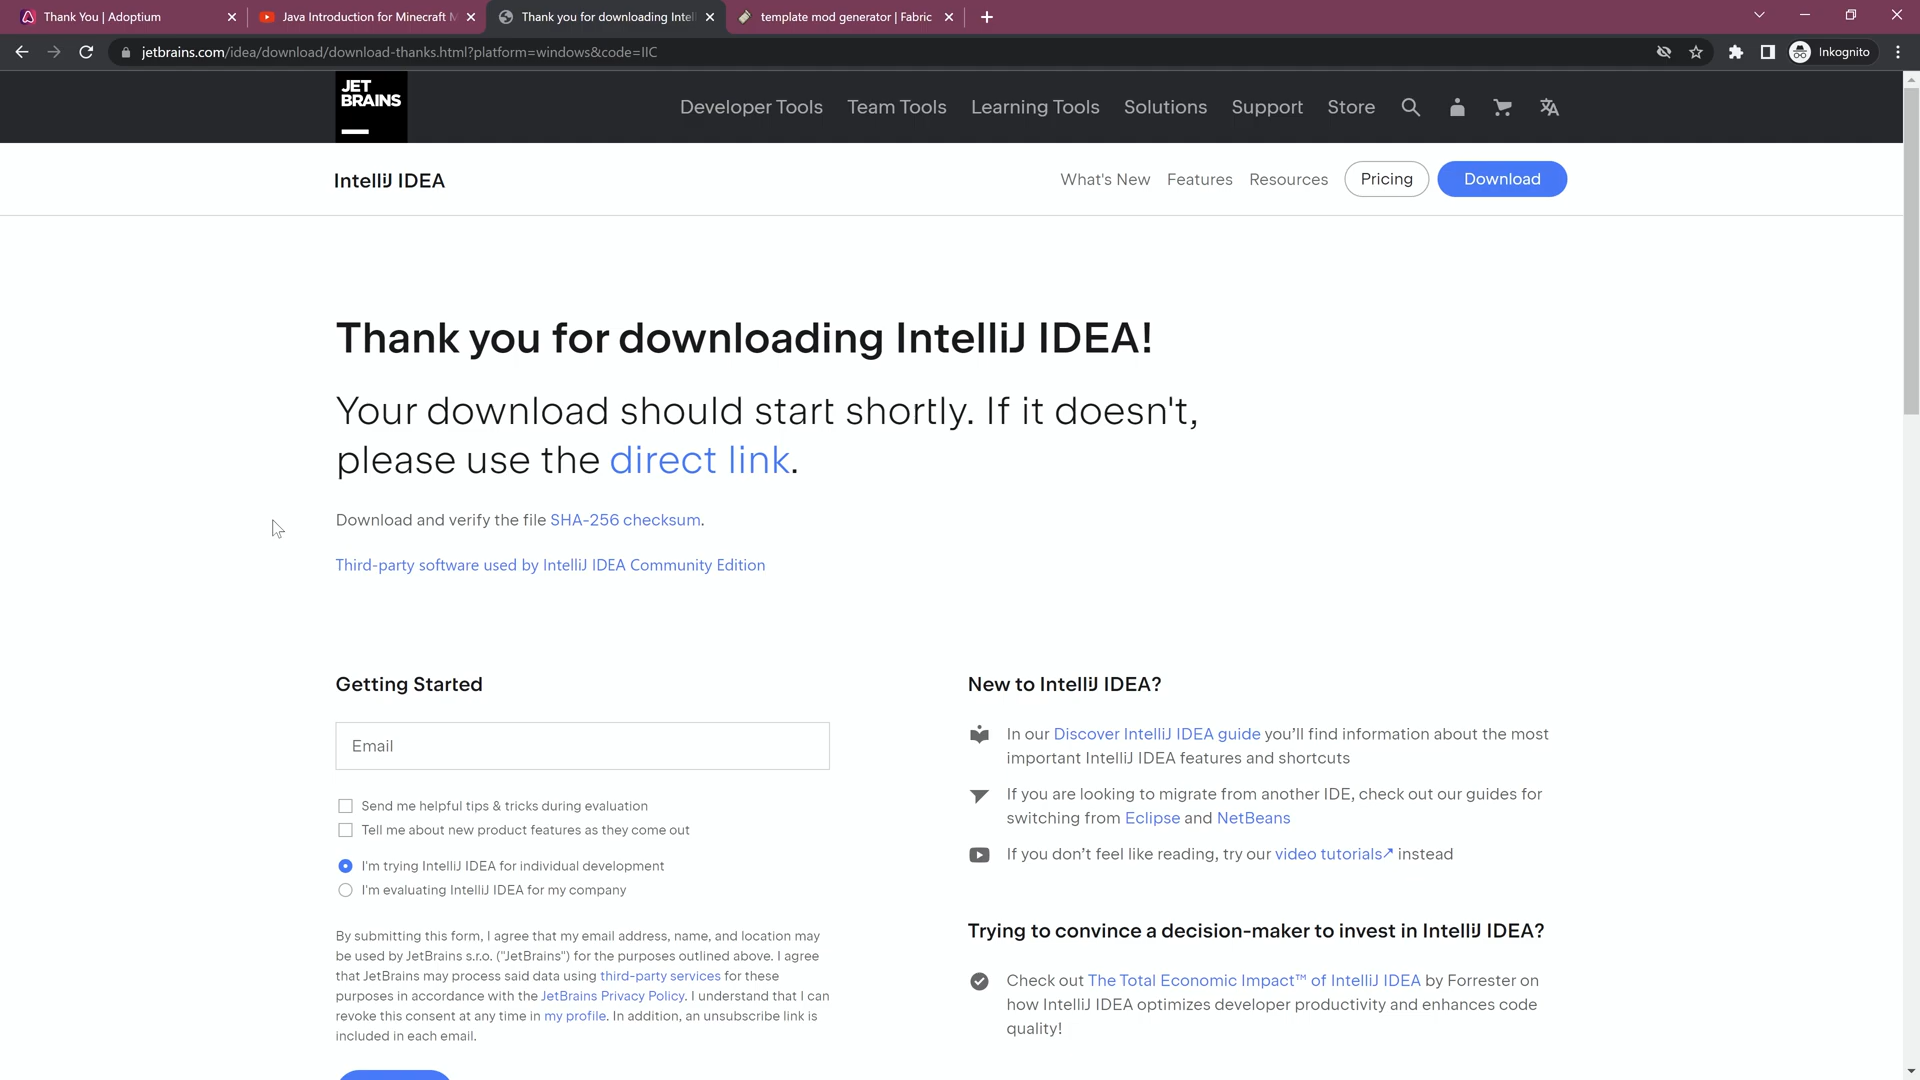 Thank You | Adoptium
Java Introduction for Minecraft M
Thank you for downloading Intell
template mod generator | Fabric
jetbrains.com/idea/download/download-thanks.html?platform=windows&code=IIC
Inkognito
JET
BRAINS
Developer Tools
Team Tools
Learning Tools
Solutions
Support
Store
IntelliJ IDEA
What's New
Features
Resources
Pricing
Download
Thank you for downloading IntelliJ IDEA!
Your download should start shortly. If it doesn't,
please use the direct link.
Download and verify the file SHA-256 checksum.
Third-party software used by IntelliJ IDEA Community Edition
Getting Started
Email
Send me helpful tips & tricks during evaluation
Tell me about new product features as they come out
I'm trying IntelliJ IDEA for individual development
I'm evaluating IntelliJ IDEA for my company
By submitting this form, I agree that my email address, name, and location may
be used by JetBrains s.r.o. ("JetBrains") for the purposes outlined above. I agree
that JetBrains may process said data using third-party services for these
purposes in accordance with the JetBrains Privacy Policy. I understand that I can
revoke this consent at any time in my profile. In addition, an unsubscribe link is
included in each email.
New to IntelliJ IDEA?
In our Discover IntelliJ IDEA guide you’ll find information about the most
important IntelliJ IDEA features and shortcuts
If you are looking to migrate from another IDE, check out our guides for
switching from Eclipse and NetBeans
If you don’t feel like reading, try our video tutorials↗ instead
Trying to convince a decision-maker to invest in IntelliJ IDEA?
Check out The Total Economic Impact™ of IntelliJ IDEA by Forrester on
how IntelliJ IDEA optimizes developer productivity and enhances code
quality!